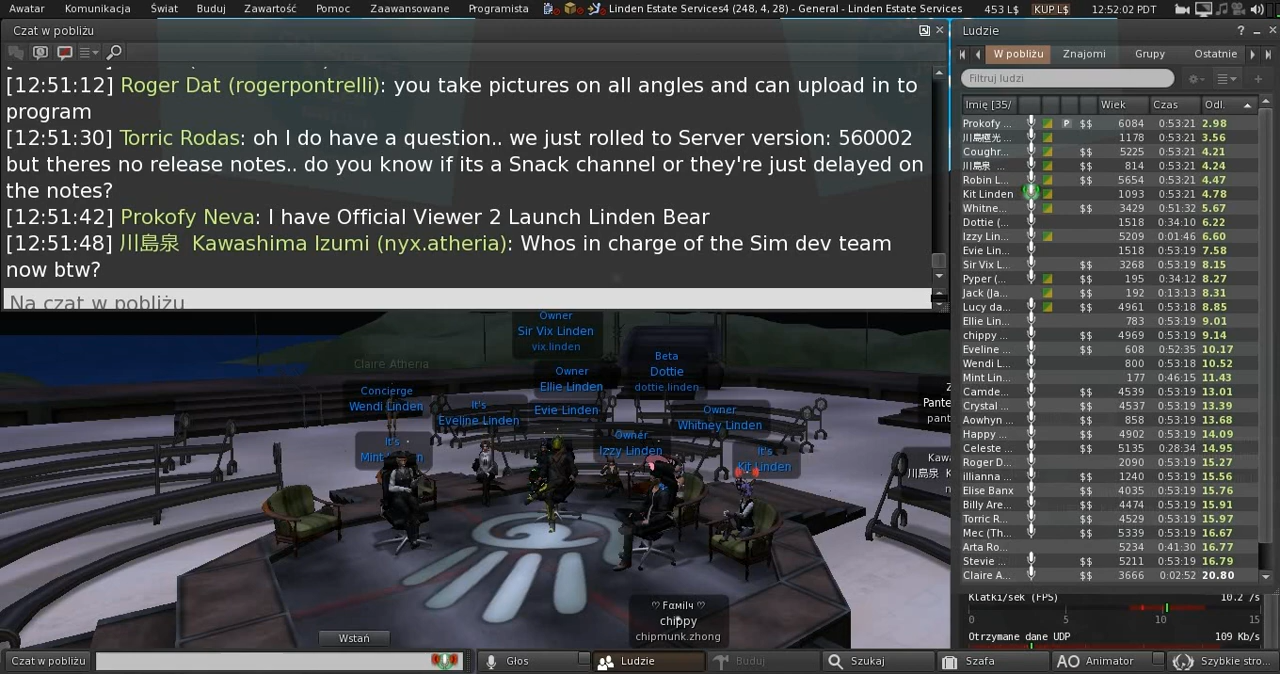 Awatar Komunikacja Świat Buduj Zawartość Pomoc Zaawansowane Programista Linden Estate Services4 (248, 4, 28) - General - Linden Estate Services 453 L$ KUP L$ 12:52:02 PDT
Czat w pobliżu
[12:51:12] Roger Dat (rogerpontrelli): you take pictures on all angles and can upload in to
program
[12:51:30] Torric Rodas: oh I do have a question.. we just rolled to Server version: 560002
but theres no release notes.. do you know if its a Snack channel or they're just delayed on
the notes?
[12:51:42] Prokofy Neva: I have Official Viewer 2 Launch Linden Bear
[12:51:48] 川島泉 Kawashima Izumi (nyx.atheria): Whos in charge of the Sim dev team
now btw?
Na czat w pobliżu
Owner
Sir Vix Linden
vix.linden
Claire Atheria
Beta
Dottie
dottie.linden
Owner
Ellie Linden
Concierge
Wendi Linden
It's
Eveline Linden
Evie Linden
Owner
Whitney Linden
Owner
Izzy Linden
It's
Mint
It's
Kit Linden
Z
Pante
pant
Kawa
川島泉 K
n
♡ Fαмiłч ♡
chippy
chipmunk.zhong
Wstań
Ludzie
? _ ×
W pobliżu Znajomi Grupy Ostatnie
Filtruj ludzi
Imię [35/ Wiek Czas Odl.
Prokofy ... P $$ 6084 0:53:21 2.98
川島極光... 1178 0:53:21 3.56
Coughr... $$ 5225 0:53:21 4.21
川島泉 ... $$ 814 0:53:21 4.24
Robin L... $$ 5654 0:53:21 4.47
Kit Linden 1093 0:53:21 4.78
Whitne... $$ 3429 0:51:32 5.67
Dottie (... 1518 0:34:10 6.22
Izzy Lin... 5209 0:01:46 6.60
Evie Lin... 1518 0:53:19 7.58
Sir Vix L... $$ 3268 0:53:19 8.15
Pyper (... $$ 195 0:34:12 8.27
Jack (Ja... $$ 192 0:13:13 8.31
Lucy da... $$ 4961 0:53:18 8.85
Ellie Lin... 783 0:53:19 9.01
chippy ... $$ 4969 0:53:19 9.14
Eveline ... $$ 608 0:52:35 10.17
Wendi L... 800 0:53:18 10.52
Mint Lin... 177 0:46:15 11.43
Camde... $$ 4539 0:53:19 13.01
Crystal ... $$ 4537 0:53:19 13.39
Aowhyn ... $$ 858 0:53:19 13.68
Happy ... $$ 4902 0:53:19 14.09
Celeste ... $$ 5135 0:28:34 14.95
Roger D... 2090 0:53:19 15.27
illianna ... $$ 1240 0:53:19 15.56
Elise Banx $$ 4035 0:53:19 15.76
Billy Are... $$ 4474 0:53:19 15.91
Torric R... $$ 4529 0:53:19 15.97
Mec (Th... $$ 5339 0:53:19 16.67
Arta Ro... 5234 0:41:30 16.77
Stevie ... $$ 5211 0:53:19 16.79
Claire A... $$ 3666 0:02:52 20.80
Klatki/sek (FPS) 10.2 /s
0 5 10 15
Otrzymane dane UDP 109 Kb/s
Czat w pobliżu Głos Ludzie Buduj Szukaj Szafa AO Animator Szybkie stro...